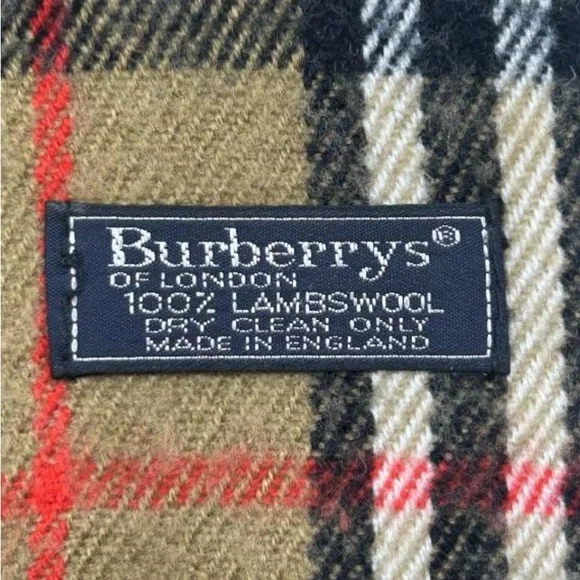 Burberrys®
OF LONDON
100% LAMBSWOOL
DRY CLEAN ONLY
MADE IN ENGLAND